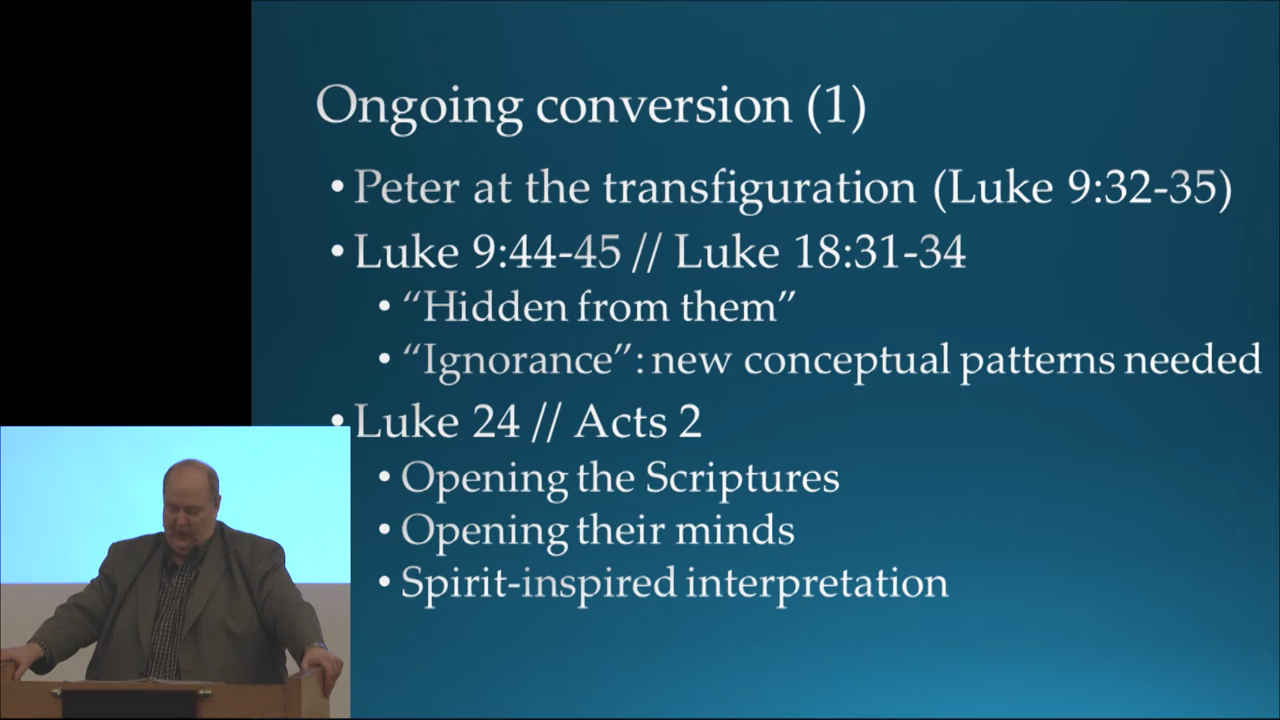 Ongoing conversion (1)
•Peter at the transfiguration (Luke 9:32-35)
•Luke 9:44-45 // Luke 18:31-34
•“Hidden from them”
•“Ignorance”: new conceptual patterns needed
•Luke 24 // Acts 2
•Opening the Scriptures
•Opening their minds
•Spirit-inspired interpretation